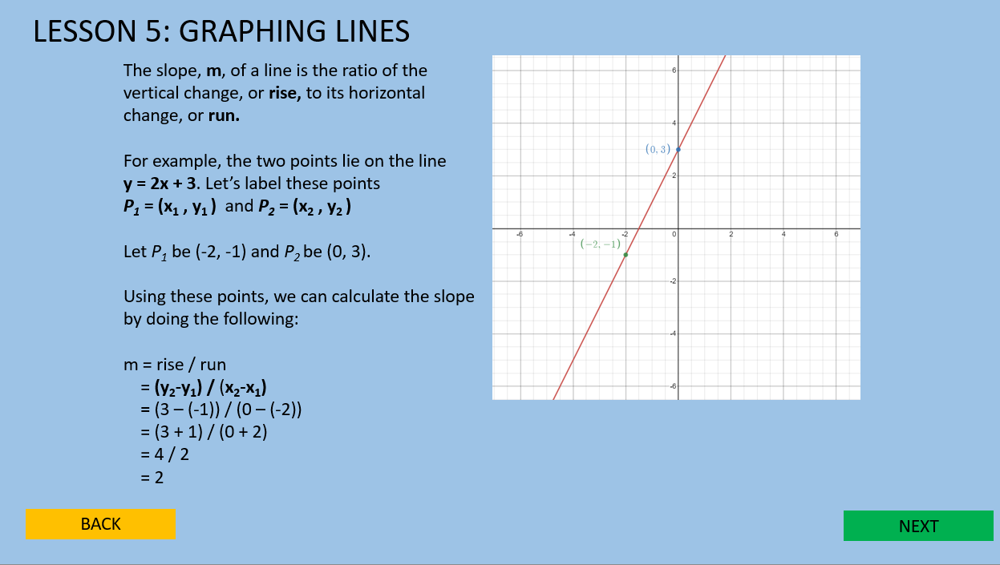 LESSON 5: GRAPHING LINES
The slope, m, of a line is the ratio of the
vertical change, or rise, to its horizontal
change, or run.
For example, the two points lie on the line
y = 2x + 3. Let’s label these points
P₁ = (x₁ , y₁ ) and P₂ = (x₂ , y₂ )
Let P₁ be (-2, -1) and P₂ be (0, 3).
Using these points, we can calculate the slope
by doing the following:
m = rise / run
= (y₂-y₁) / (x₂-x₁)
= (3 – (-1)) / (0 – (-2))
= (3 + 1) / (0 + 2)
= 4 / 2
= 2
6
4
(0, 3)
2
-6 -4 -2 0 2 4 6
(−2, −1)
-2
-4
-6
BACK
NEXT